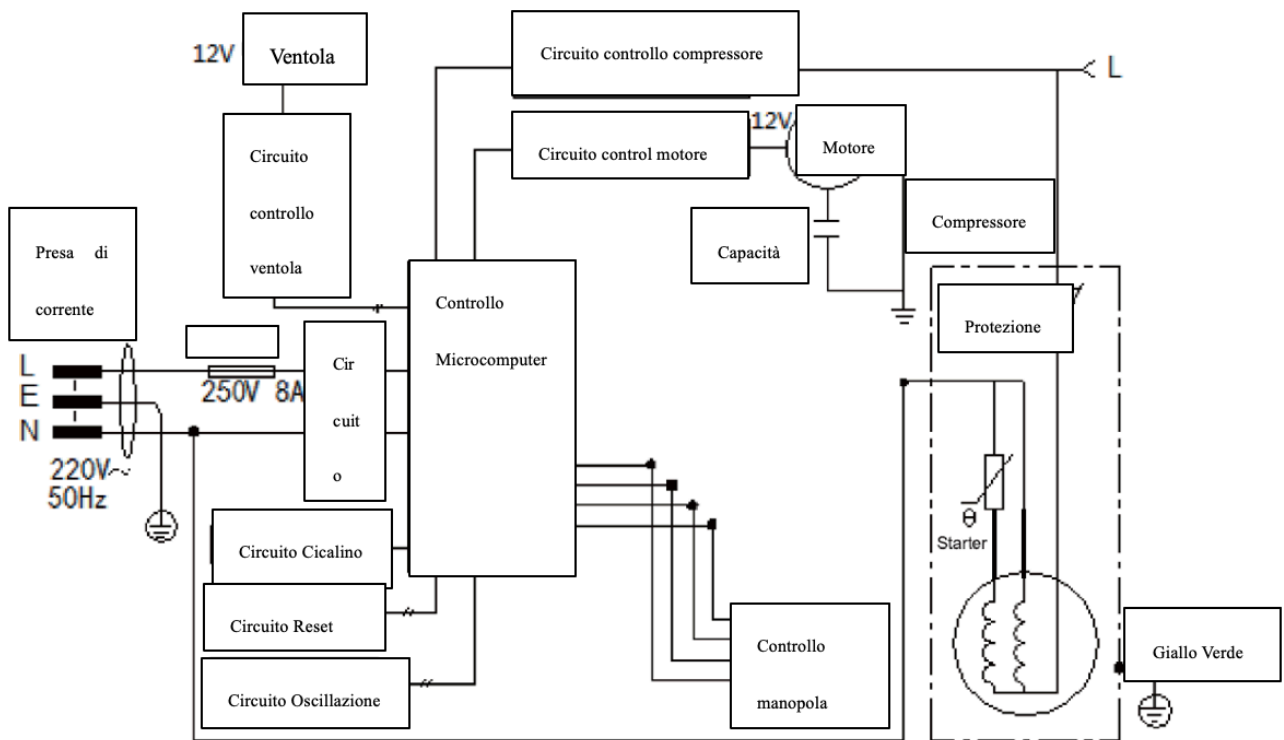 12V
Ventola
Circuito controllo compressore
L
12V
Circuito control motore
Motore
Circuito
controllo
ventola
Presa di
corrente
Capacità
Compressore
Controllo
Microcomputer
Protezione
Cir
cuit
o
L
E
N
250V 8A
220V~
50Hz
θ
Starter
Circuito Cicalino
Circuito Reset
Circuito Oscillazione
Controllo
manopola
Giallo Verde